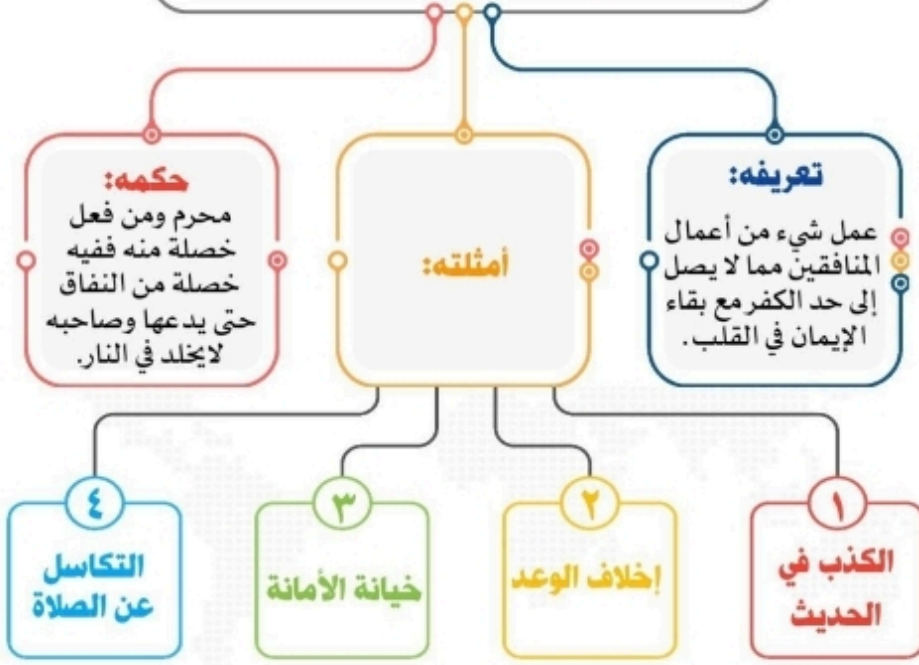 تعريفه:
عمل شيء من أعمال
المنافقين مما لا يصل
إلى حد الكفر مع بقاء
الإيمان في القلب.
أمثلته:
حكمه:
محرم ومن فعل
خصلة منه ففيه
خصلة من النفاق
حتى يدعها وصاحبه
لايخلد في النار.
١
الكذب في
الحديث
٢
إخلاف الوعد
٣
خيانة الأمانة
٤
التكاسل
عن الصلاة